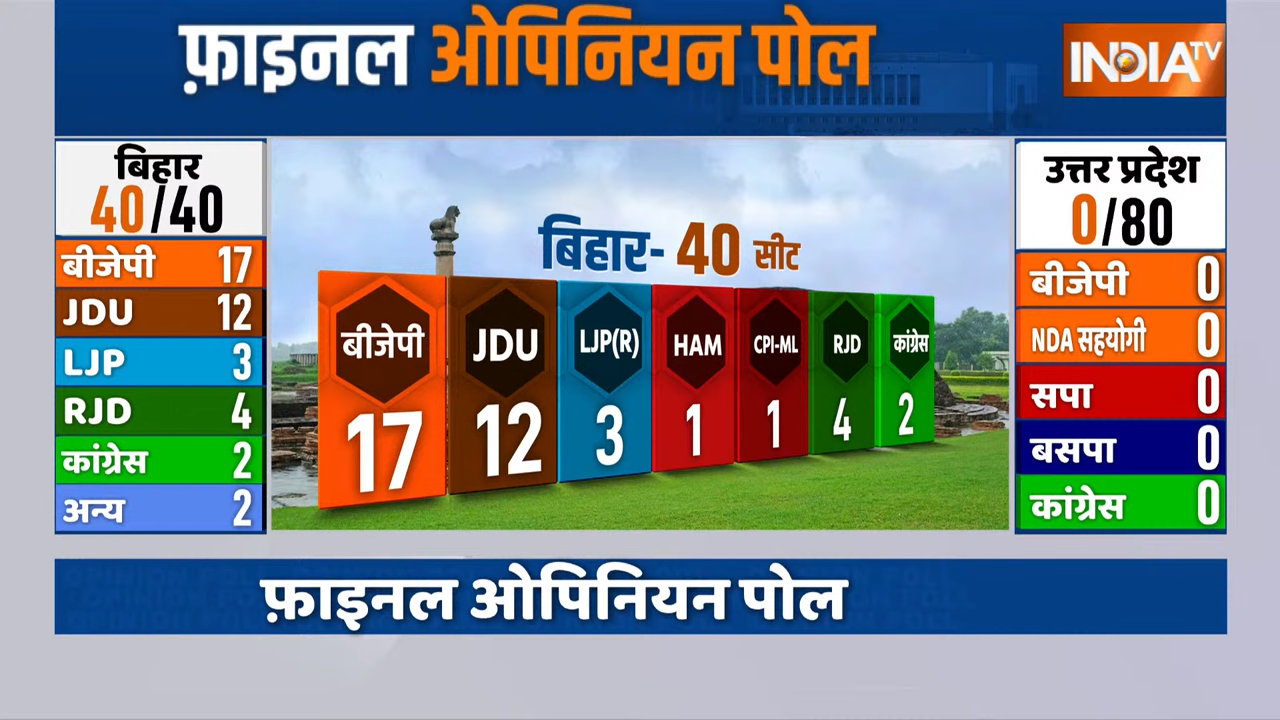 फ़ाइनल ओपिनियन पोल
INDIA TV
बिहार
40/40
बीजेपी 17
JDU 12
LJP 3
RJD 4
कांग्रेस 2
अन्य 2
बिहार- 40 सीट
बीजेपी
17
JDU
12
LJP(R)
3
HAM
1
CPI-ML
1
RJD
4
कांग्रेस
2
उत्तर प्रदेश
0/80
बीजेपी 0
NDA सहयोगी 0
सपा 0
बसपा 0
कांग्रेस 0
फ़ाइनल ओपिनियन पोल